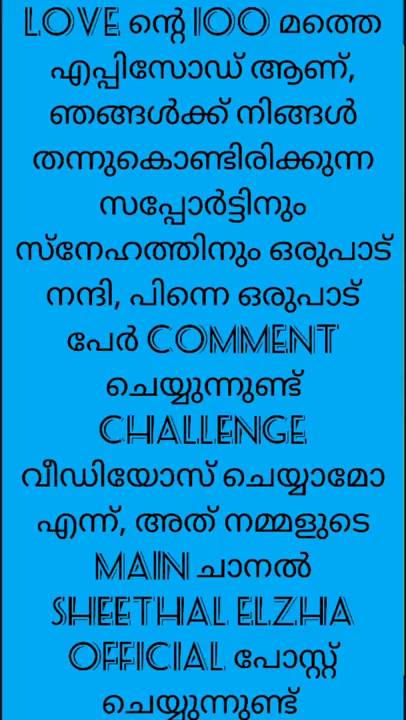 LOVE ന്റെ 100 മത്തെ
എപ്പിസോഡ് ആണ്,
ഞങ്ങൾക്ക് നിങ്ങൾ
തന്നുകൊണ്ടിരിക്കുന്ന
സപ്പോർട്ടിനും
സ്നേഹത്തിനും ഒരുപാട്
നന്ദി, പിന്നെ ഒരുപാട്
പേർ COMMENT
ചെയ്യുന്നുണ്ട്
CHALLENGE
വീഡിയോസ് ചെയ്യാമോ
എന്ന്, അത് നമ്മളുടെ
MAIN ചാനൽ
SHEETHAL ELZHA
OFFICIAL പോസ്റ്റ്
ചെയ്യുന്നുണ്ട്